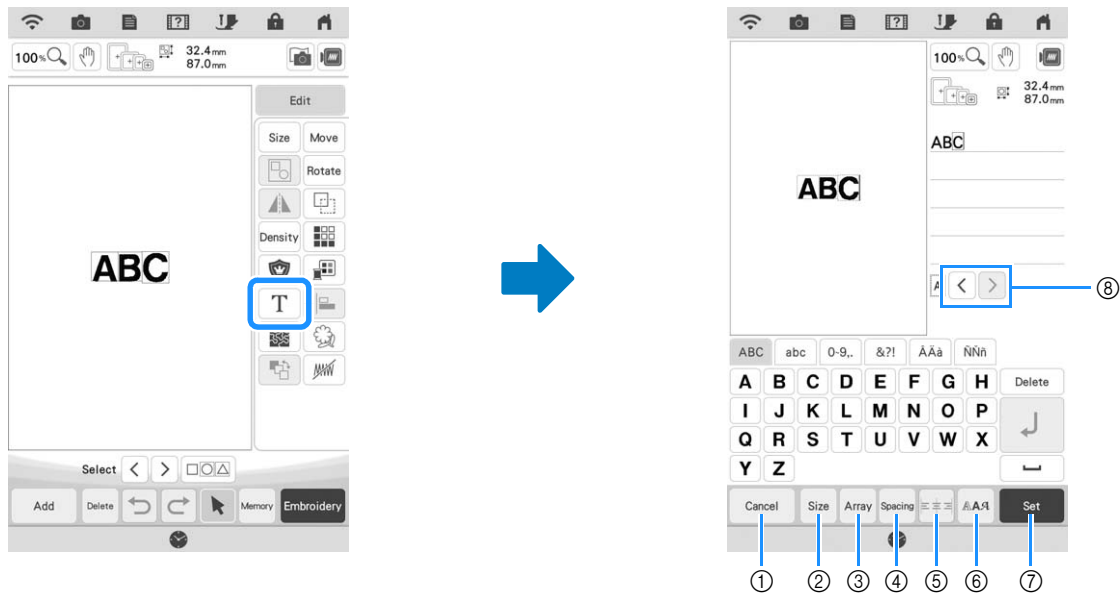 100%
32.4mm
87.0mm
Edit
Size Move
Rotate
Density
T
ABC
Select
Add Delete Memory Embroidery
100%
32.4mm
87.0mm
ABC
ABC
A
⑧
ABC abc 0~9,. &?! ÂÄà ÑÑñ
A B C D E F G H Delete
I J K L M N O P
Q R S T U V W X
Y Z
Cancel Size Array Spacing AAA Set
① ② ③ ④ ⑤ ⑥ ⑦